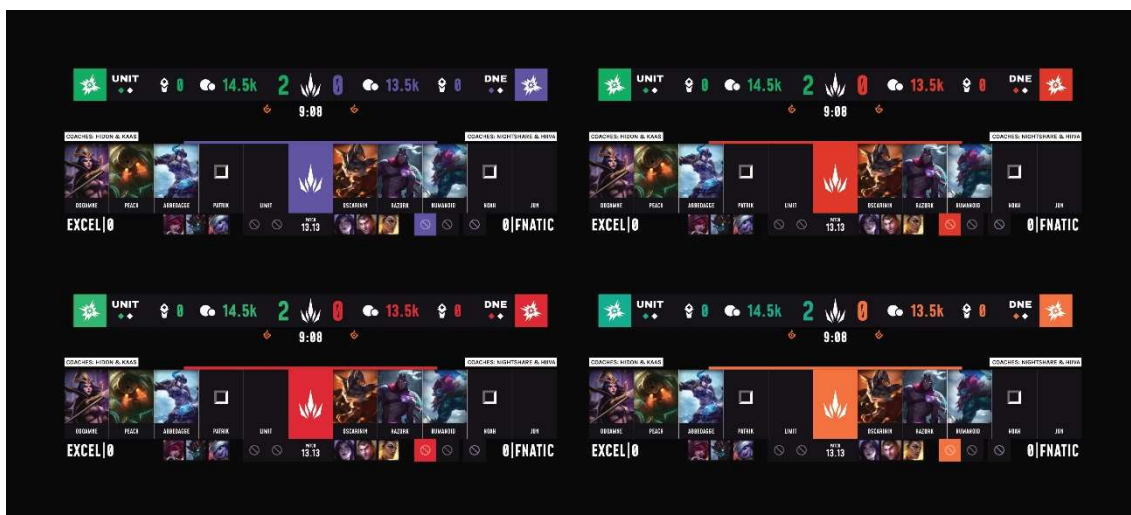 UNIT 0 14.5k 2 0 13.5k 0 DNE
9:08
COACHES: HIDON & KAAS COACHES: NIGHTSHARE & HIIVA
ODOAMNE PEACH ABBEDAGGE PATRIK LIMIT OSCARININ RAZORK HUMANOID NOAH JUN
PATCH
EXCEL|0 13.13 0|FNATIC
UNIT 0 14.5k 2 0 13.5k 0 DNE
9:08
COACHES: HIDON & KAAS COACHES: NIGHTSHARE & HIIVA
ODOAMNE PEACH ABBEDAGGE PATRIK LIMIT OSCARININ RAZORK HUMANOID NOAH JUN
PATCH
EXCEL|0 13.13 0|FNATIC
UNIT 0 14.5k 2 0 13.5k 0 DNE
9:08
COACHES: HIDON & KAAS COACHES: NIGHTSHARE & HIIVA
ODOAMNE PEACH ABBEDAGGE PATRIK LIMIT OSCARININ RAZORK HUMANOID NOAH JUN
PATCH
EXCEL|0 13.13 0|FNATIC
UNIT 0 14.5k 2 0 13.5k 0 DNE
9:08
COACHES: HIDON & KAAS COACHES: NIGHTSHARE & HIIVA
ODOAMNE PEACH ABBEDAGGE PATRIK LIMIT OSCARININ RAZORK HUMANOID NOAH JUN
PATCH
EXCEL|0 13.13 0|FNATIC